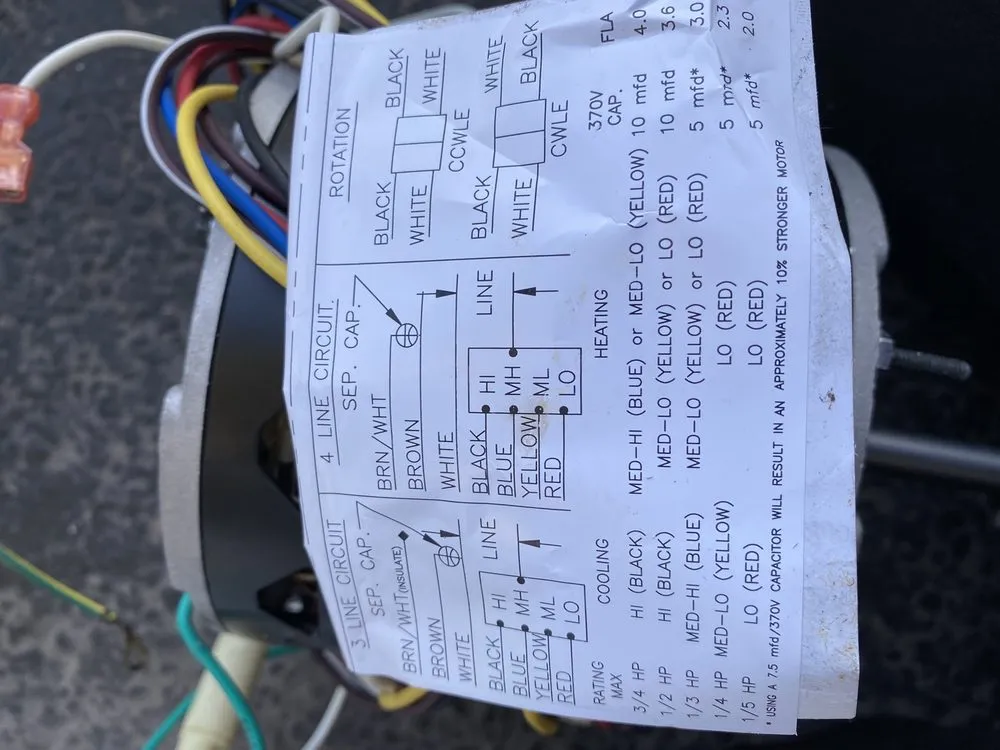 3 LINE CIRCUIT
SEP. CAP.
BRN/WHT(INSULATE)
BROWN
WHITE
LINE
BLACK
BLUE
YELLOW
RED
HI
MH
ML
LO
4 LINE CIRCUIT
SEP. CAP.
BRN/WHT
BROWN
WHITE
LINE
BLACK
BLUE
YELLOW
RED
HI
MH
ML
LO
ROTATION
BLACK BLACK
WHITE WHITE
CCWLE
BLACK WHITE
WHITE BLACK
CWLE
RATING MAX COOLING HEATING 370V CAP. FLA
3/4 HP HI (BLACK) MED-HI (BLUE) or MED-LO (YELLOW) 10 mfd 4.0
1/2 HP HI (BLACK) MED-LO (YELLOW) or LO (RED) 10 mfd 3.6
1/3 HP MED-HI (BLUE) MED-LO (YELLOW) or LO (RED) 5 mfd* 3.0
1/4 HP MED-LO (YELLOW) LO (RED) 5 mfd* 2.3
1/5 HP LO (RED) LO (RED) 5 mfd* 2.0
* USING A 7.5 mfd/370V CAPACITOR WILL RESULT IN AN APPROXIMATELY 10% STRONGER MOTOR